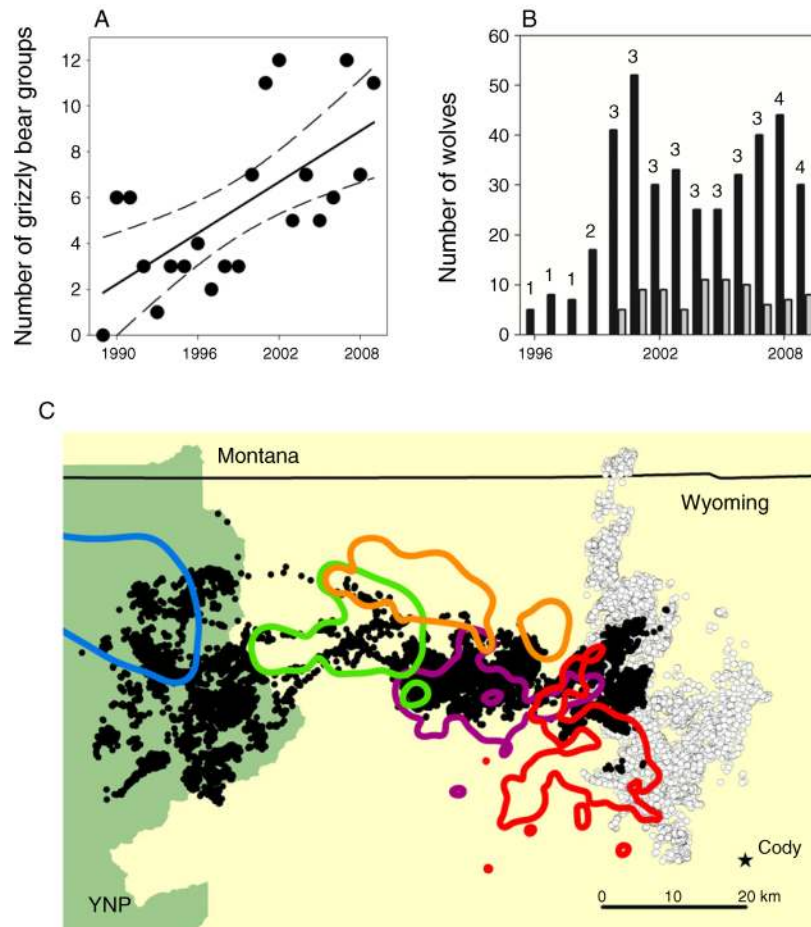 A
Number of grizzly bear groups
12
10
8
6
4
2
0
1990 1996 2002 2008
B
Number of wolves
60
50
40
30
20
10
0
1 1 1 2 3 3 3 3 3 3 3 3 4 4
1996 2002 2008
C
Montana
Wyoming
Cody
YNP
0 10 20 km